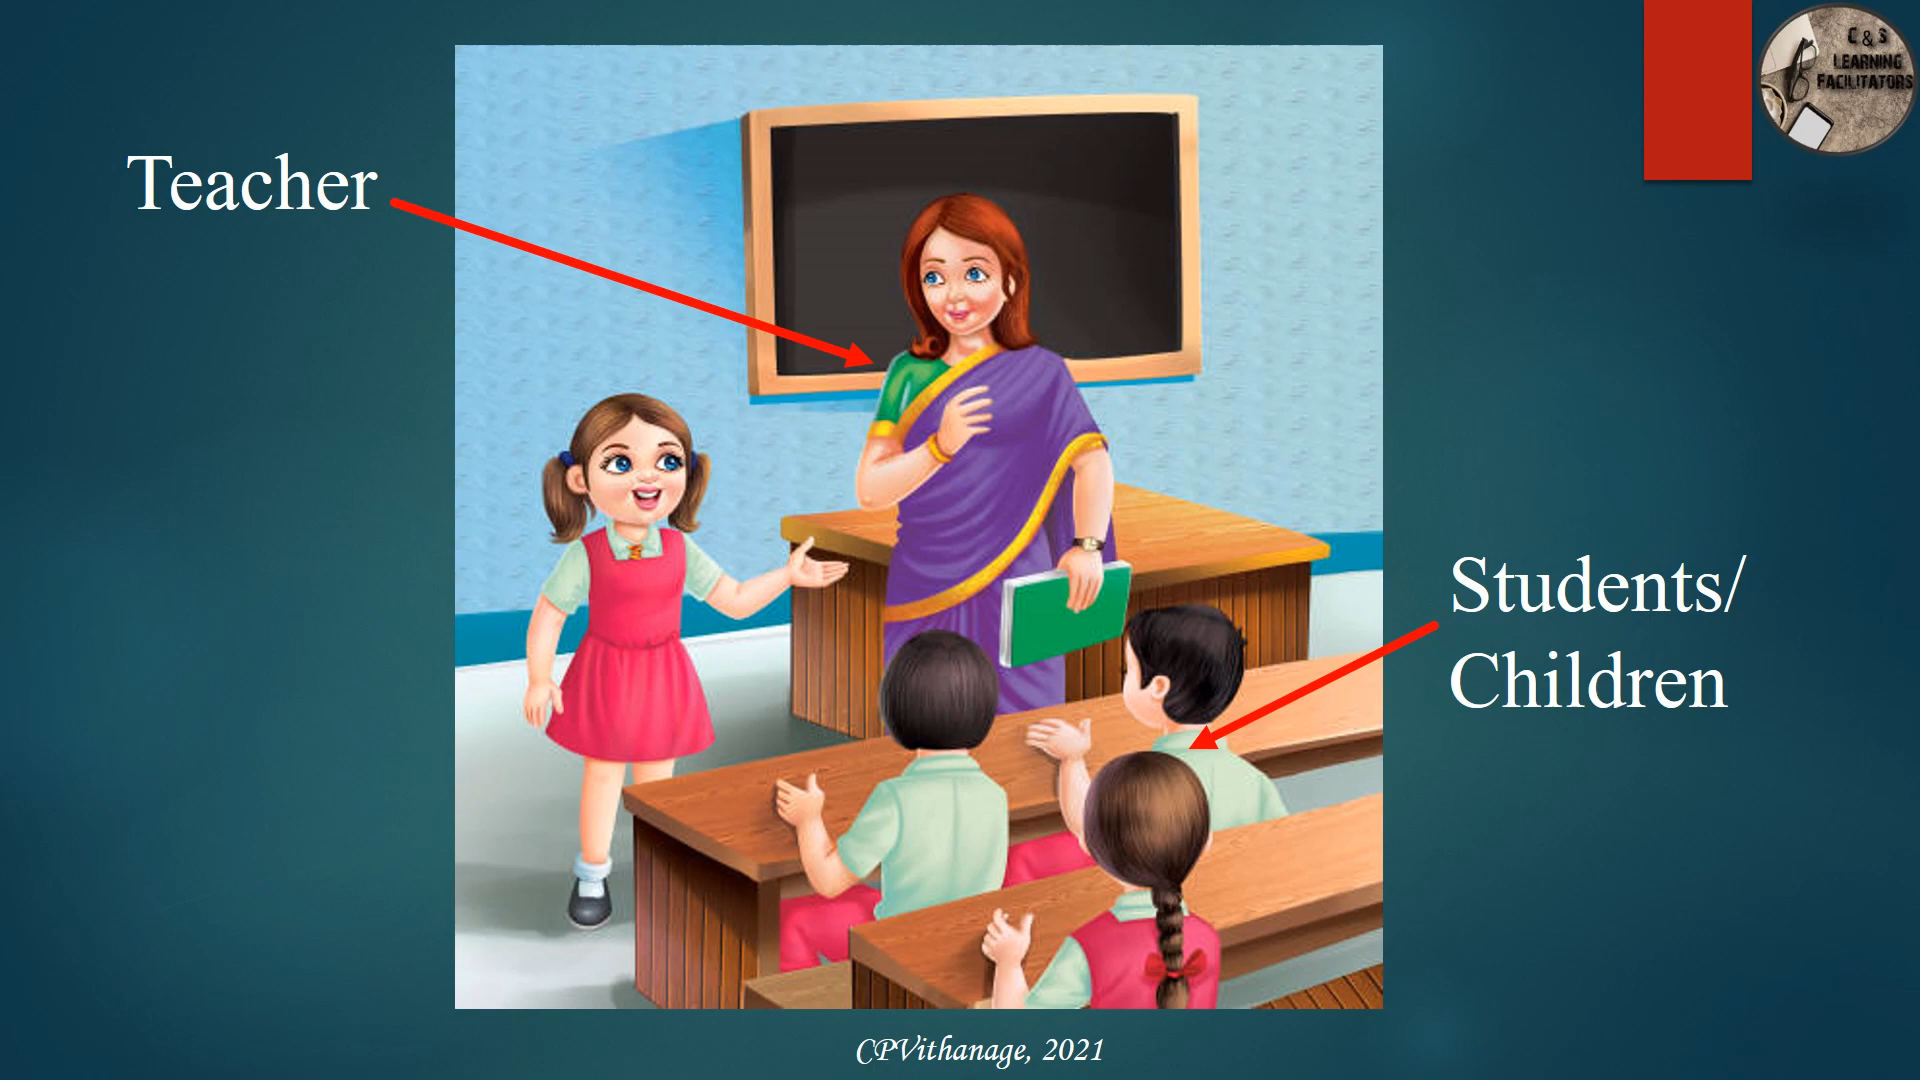 C & S
LEARNING
FACILITATORS
Teacher
Students/
Children
CPVithanage, 2021